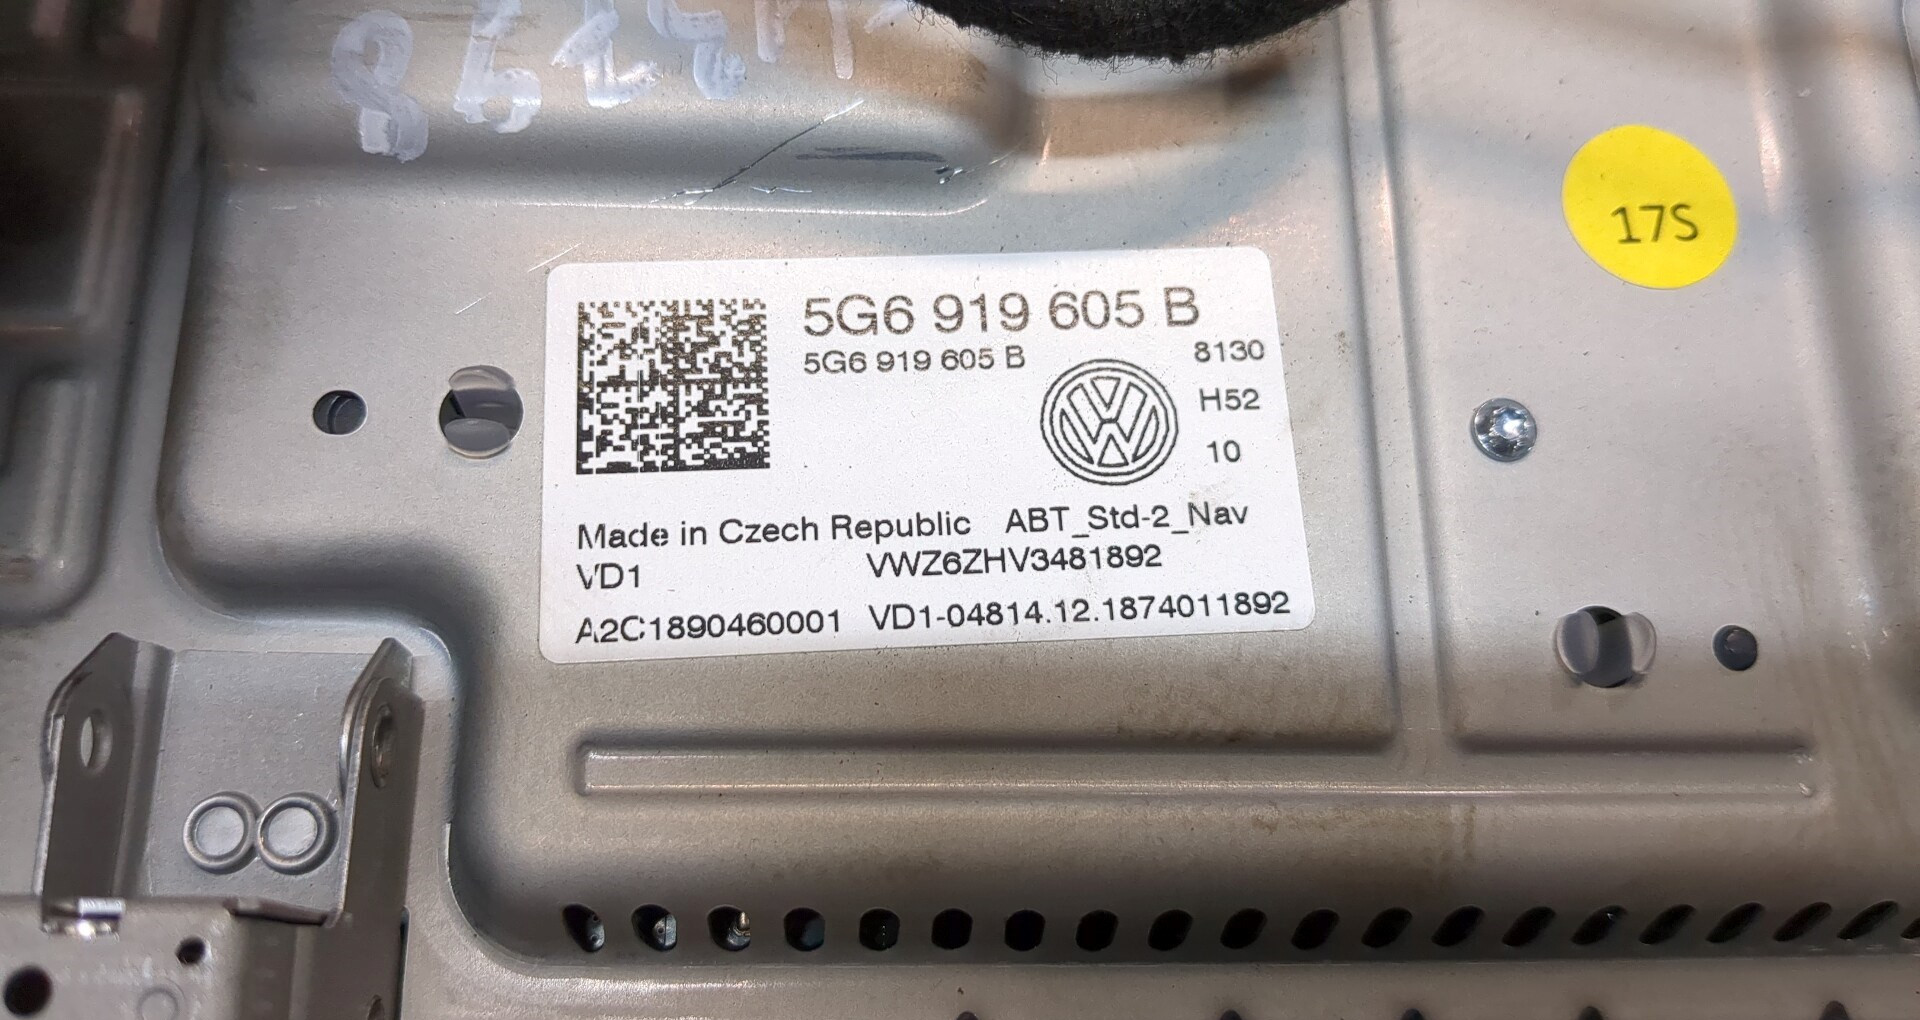 17S
5G6 919 605 B
5G6 919 605 B
8130
H52
10
Made in Czech Republic ABT_Std-2_Nav
VD1 VWZ6ZHV3481892
A2C1890460001 VD1-04814.12.1874011892